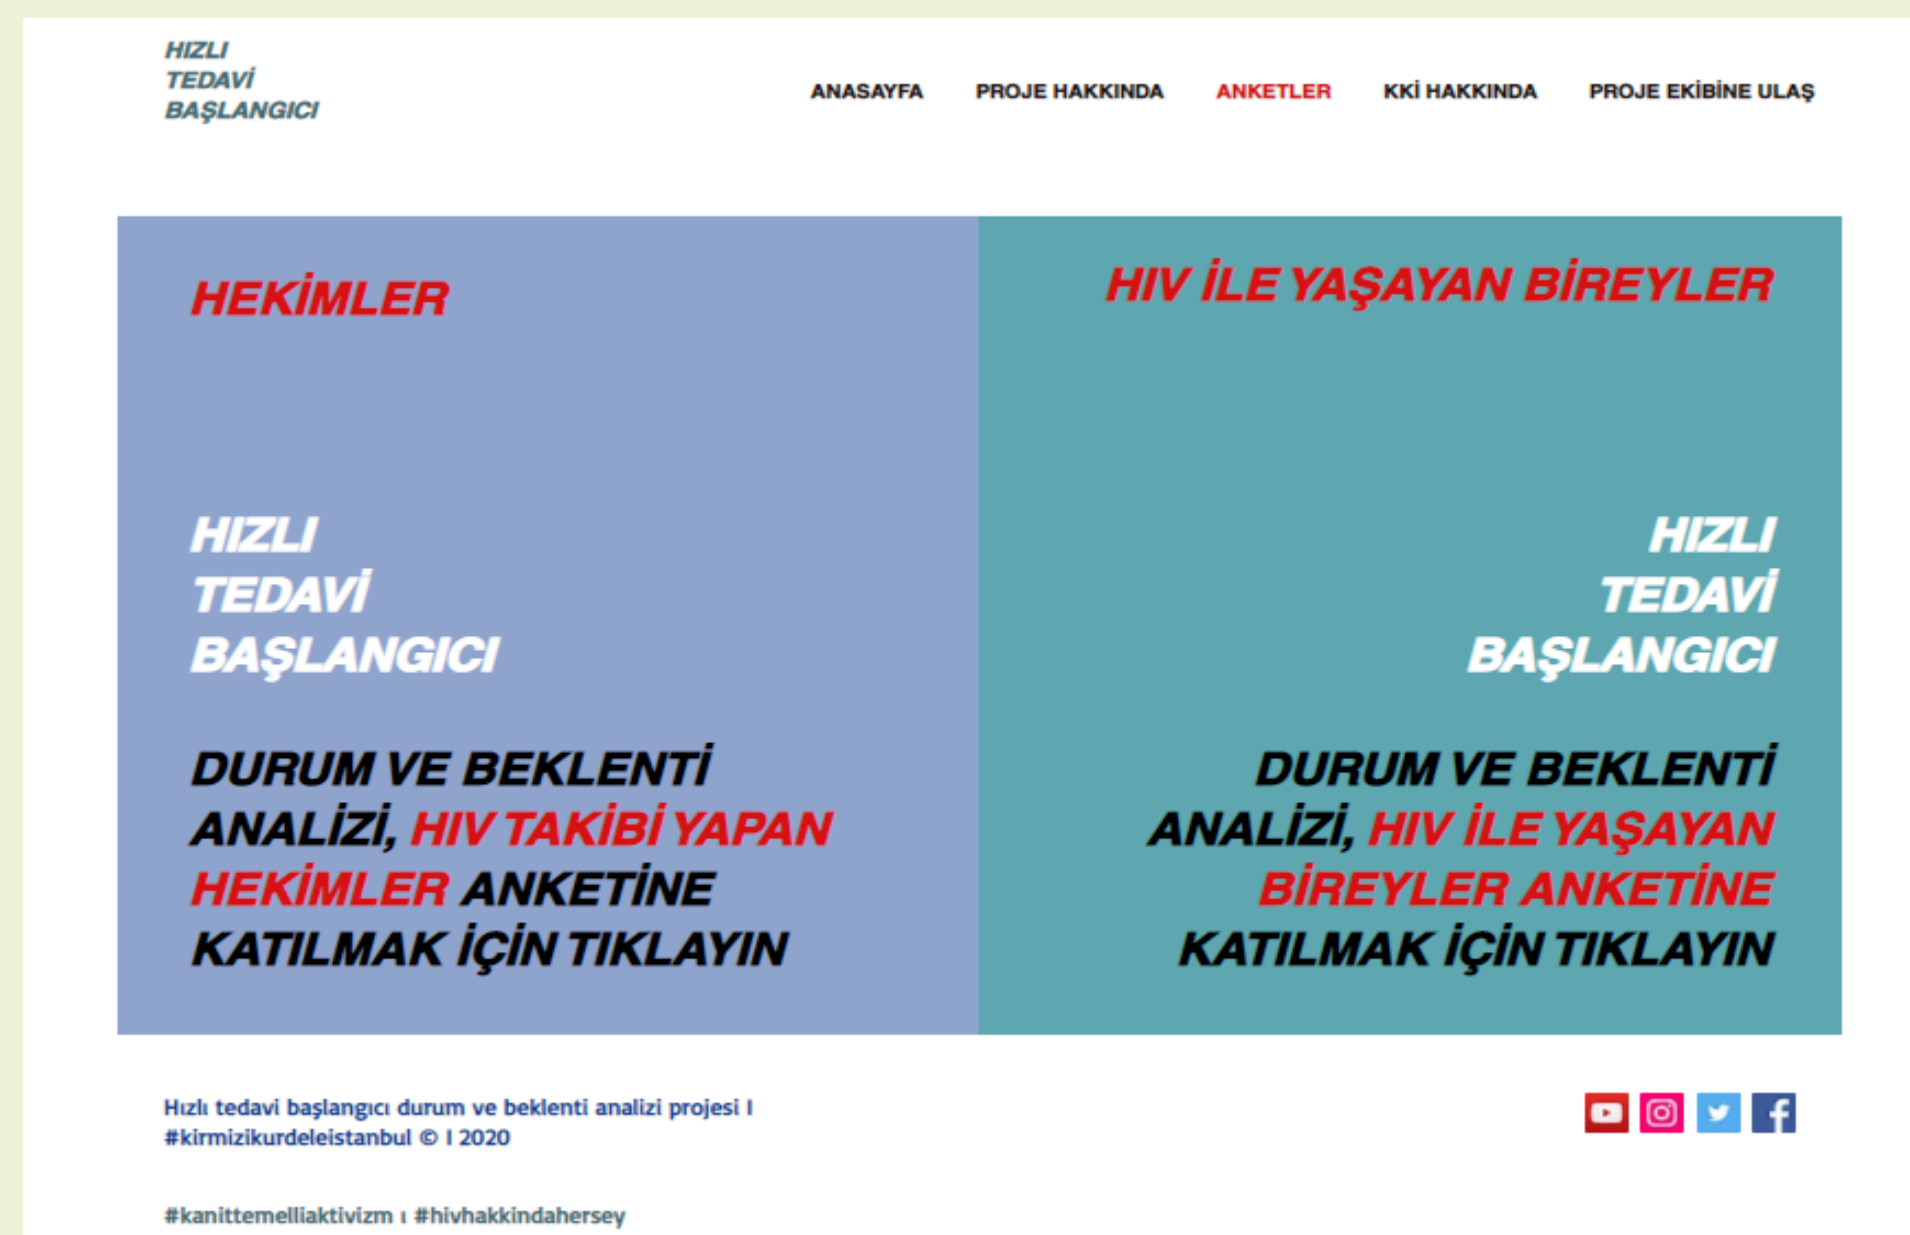 HIZLI
TEDAVİ
BAŞLANGICI
ANASAYFA PROJE HAKKINDA ANKETLER KKİ HAKKINDA PROJE EKİBİNE ULAŞ
HEKİMLER
HIZLI
TEDAVİ
BAŞLANGICI
DURUM VE BEKLENTİ
ANALİZİ, HIV TAKİBİ YAPAN
HEKİMLER ANKETİNE
KATILMAK İÇİN TIKLAYIN
HIV İLE YAŞAYAN BİREYLER
HIZLI
TEDAVİ
BAŞLANGICI
DURUM VE BEKLENTİ
ANALİZİ, HIV İLE YAŞAYAN
BİREYLER ANKETİNE
KATILMAK İÇİN TIKLAYIN
Hızlı tedavi başlangıcı durum ve beklenti analizi projesi I
#kirmizikurdeleistanbul © I 2020
#kanittemelliaktivizm ı #hivhakkindahersey